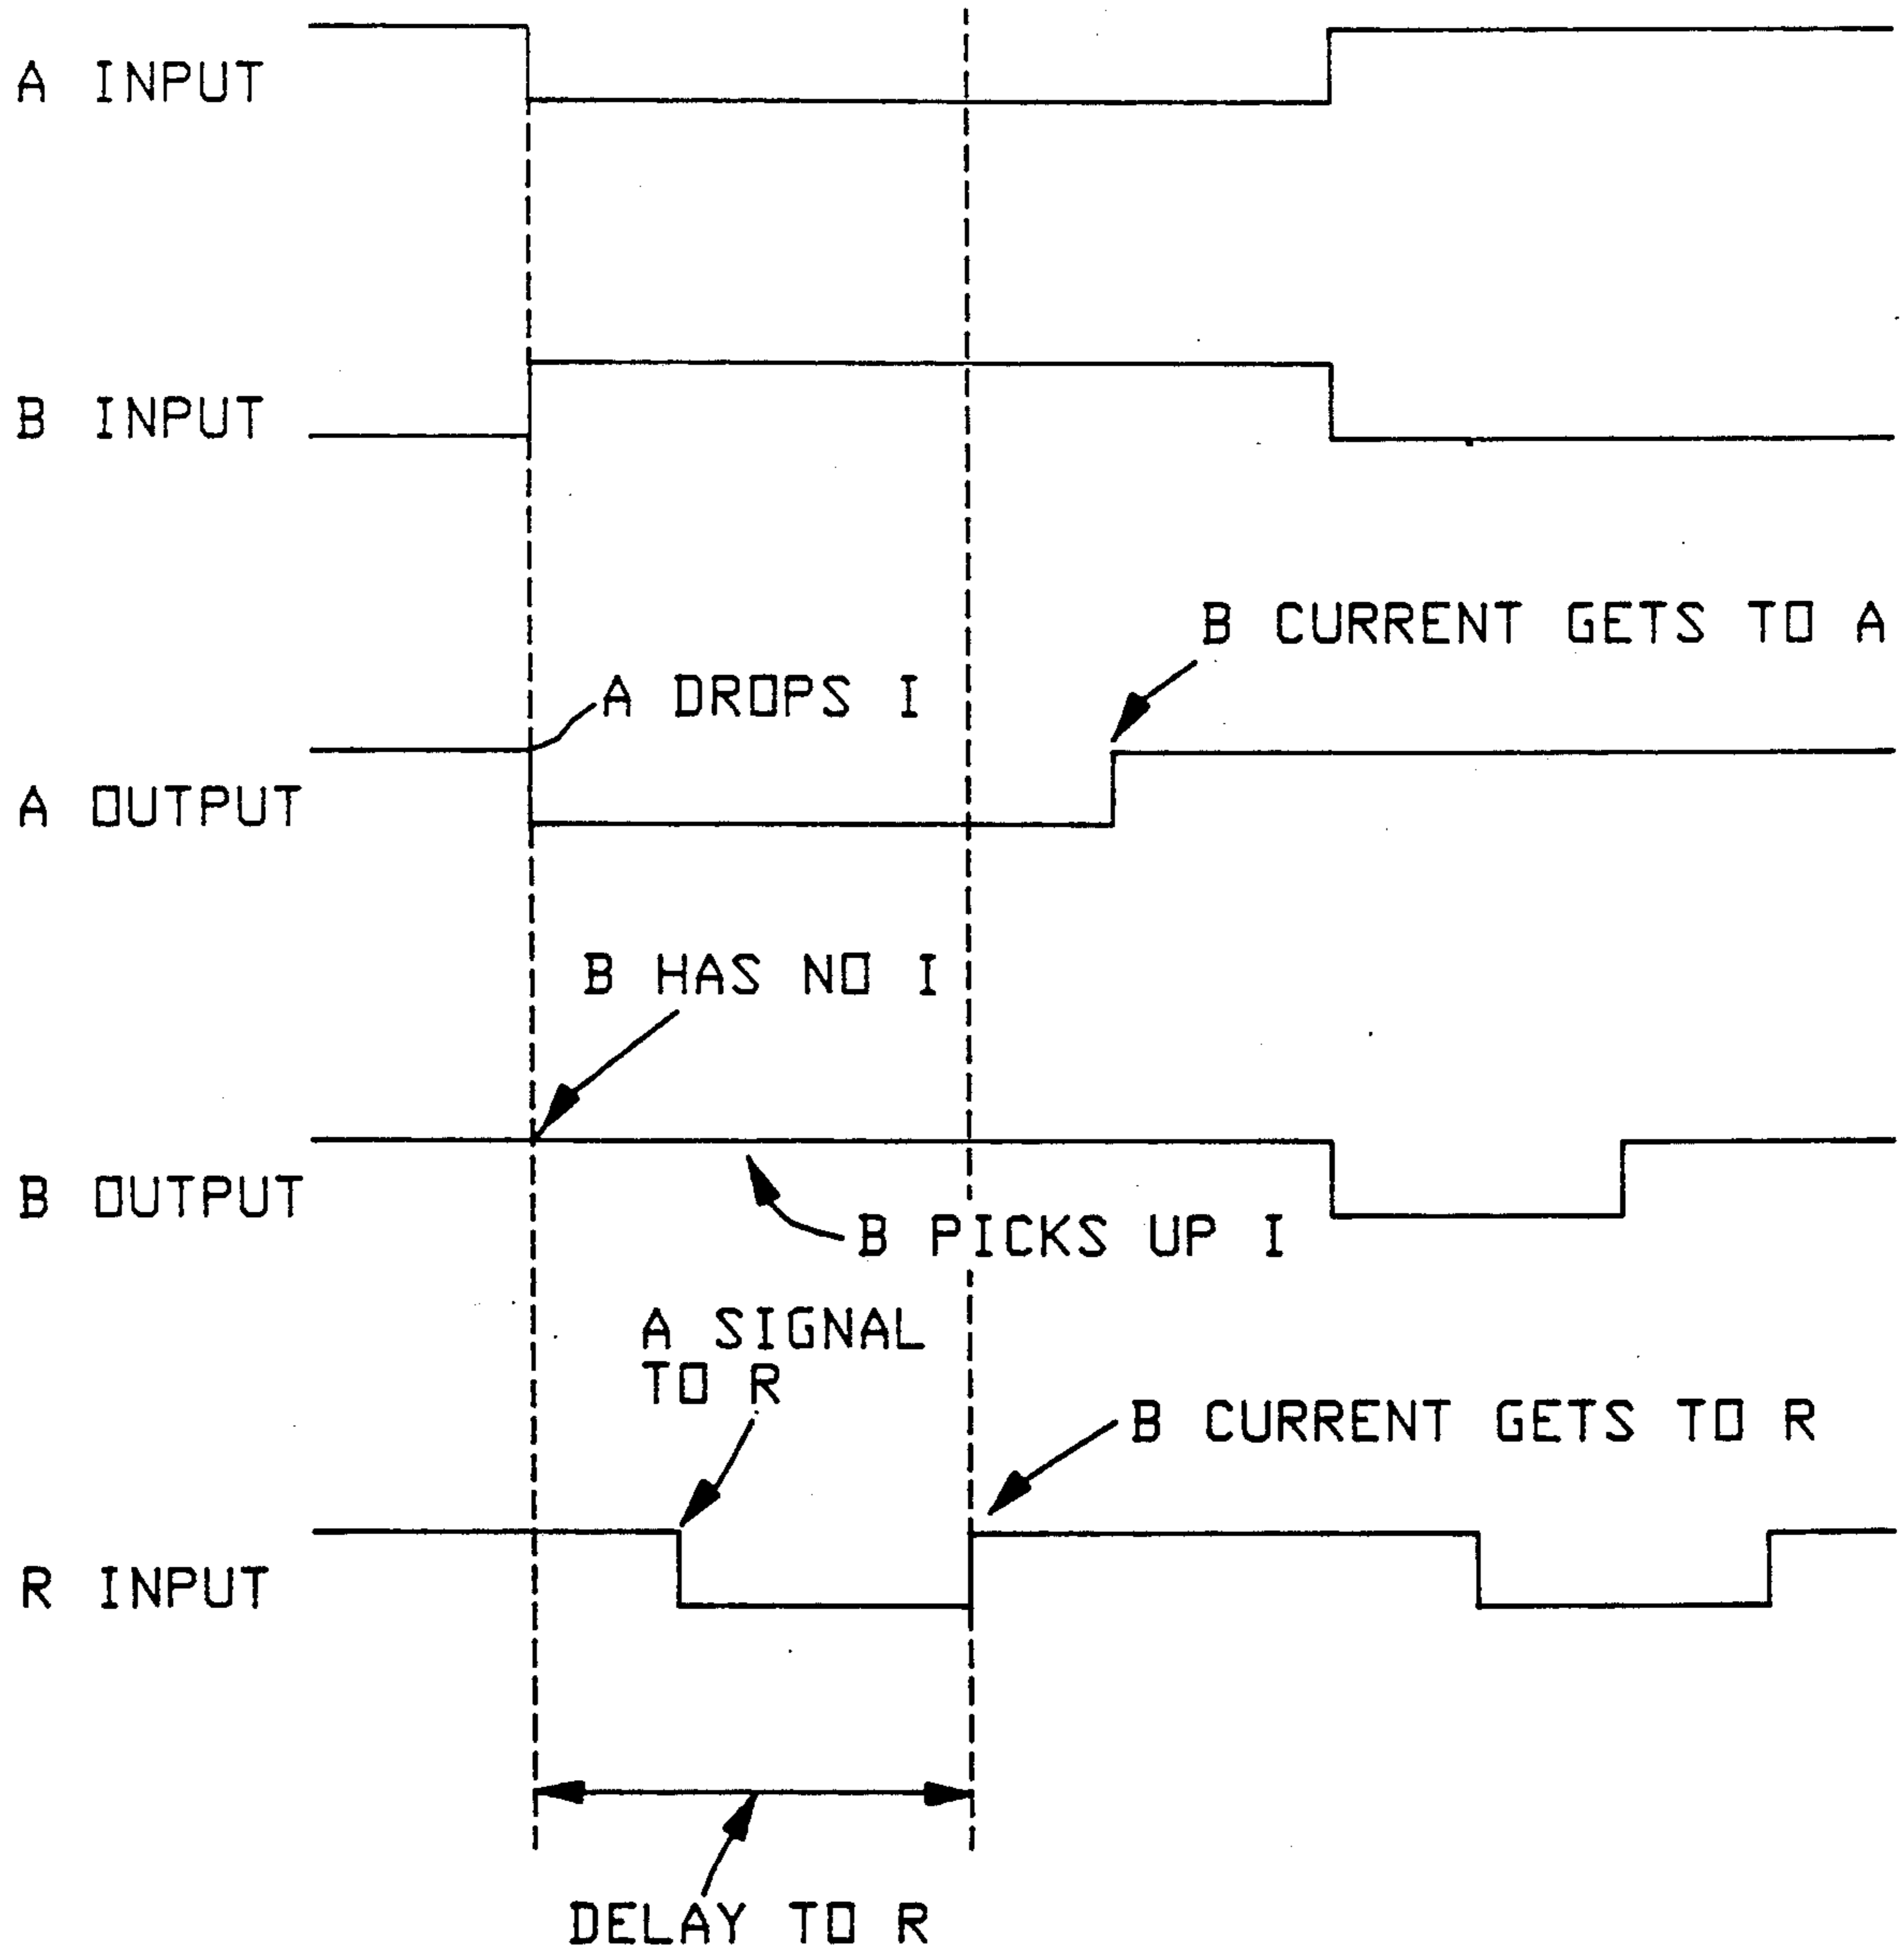 A INPUT
B INPUT
B CURRENT GETS TO A
A DROPS I
A OUTPUT
B HAS NO I
B OUTPUT
B PICKS UP I
A SIGNAL
TO R
B CURRENT GETS TO R
R INPUT
DELAY TO R